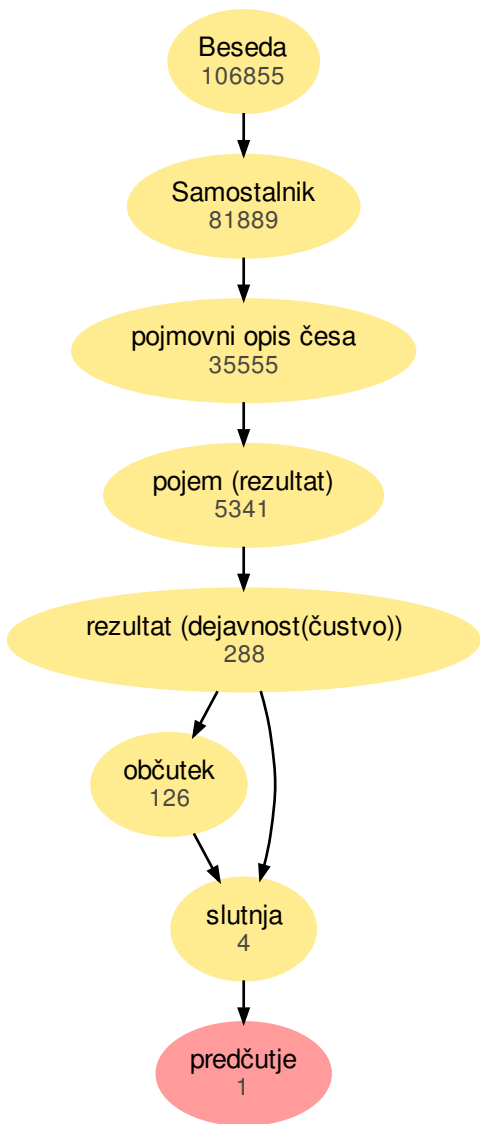 Beseda
106855
Samostalnik
81889
pojmovni opis česa
35555
pojem (rezultat)
5341
rezultat (dejavnost(čustvo))
288
občutek
126
slutnja
4
predčutje
1